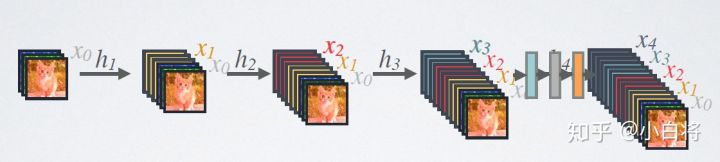 x₀ h₁ x₁ x₀ h₂ x₂ x₁ x₀ h₃ x₃ x₂ x₁ 4 x₄ x₃ x₂ x₁ x₀
知乎 @小白将